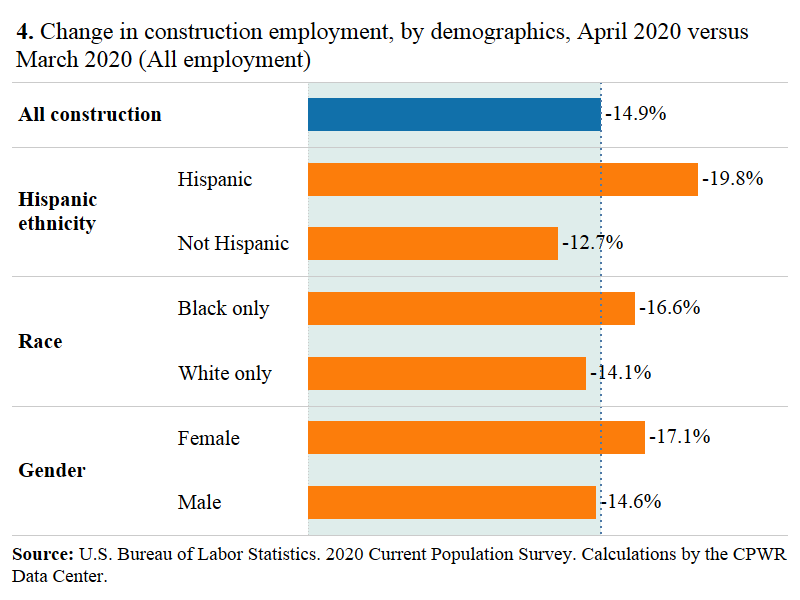 4. Change in construction employment, by demographics, April 2020 versus
March 2020 (All employment)
All construction
-14.9%
Hispanic
ethnicity
Hispanic
-19.8%
Not Hispanic
-12.7%
Race
Black only
-16.6%
White only
-14.1%
Gender
Female
-17.1%
Male
-14.6%
Source: U.S. Bureau of Labor Statistics. 2020 Current Population Survey. Calculations by the CPWR
Data Center.